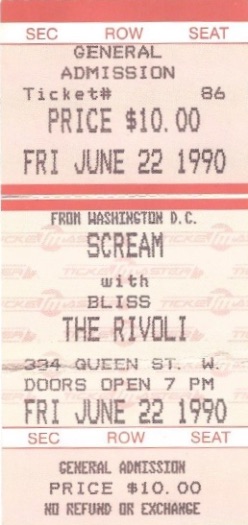 SEC ROW SEAT
GENERAL
ADMISSION
Ticket# 86
PRICE $10.00
FRI JUNE 22 1990
FROM WASHINGTON D.C.
SCREAM
with
BLISS
THE RIVOLI
334 QUEEN ST. W.
DOORS OPEN 7 PM
FRI JUNE 22 1990
SEC ROW SEAT
GENERAL ADMISSION
PRICE $10.00
NO REFUND OR EXCHANGE